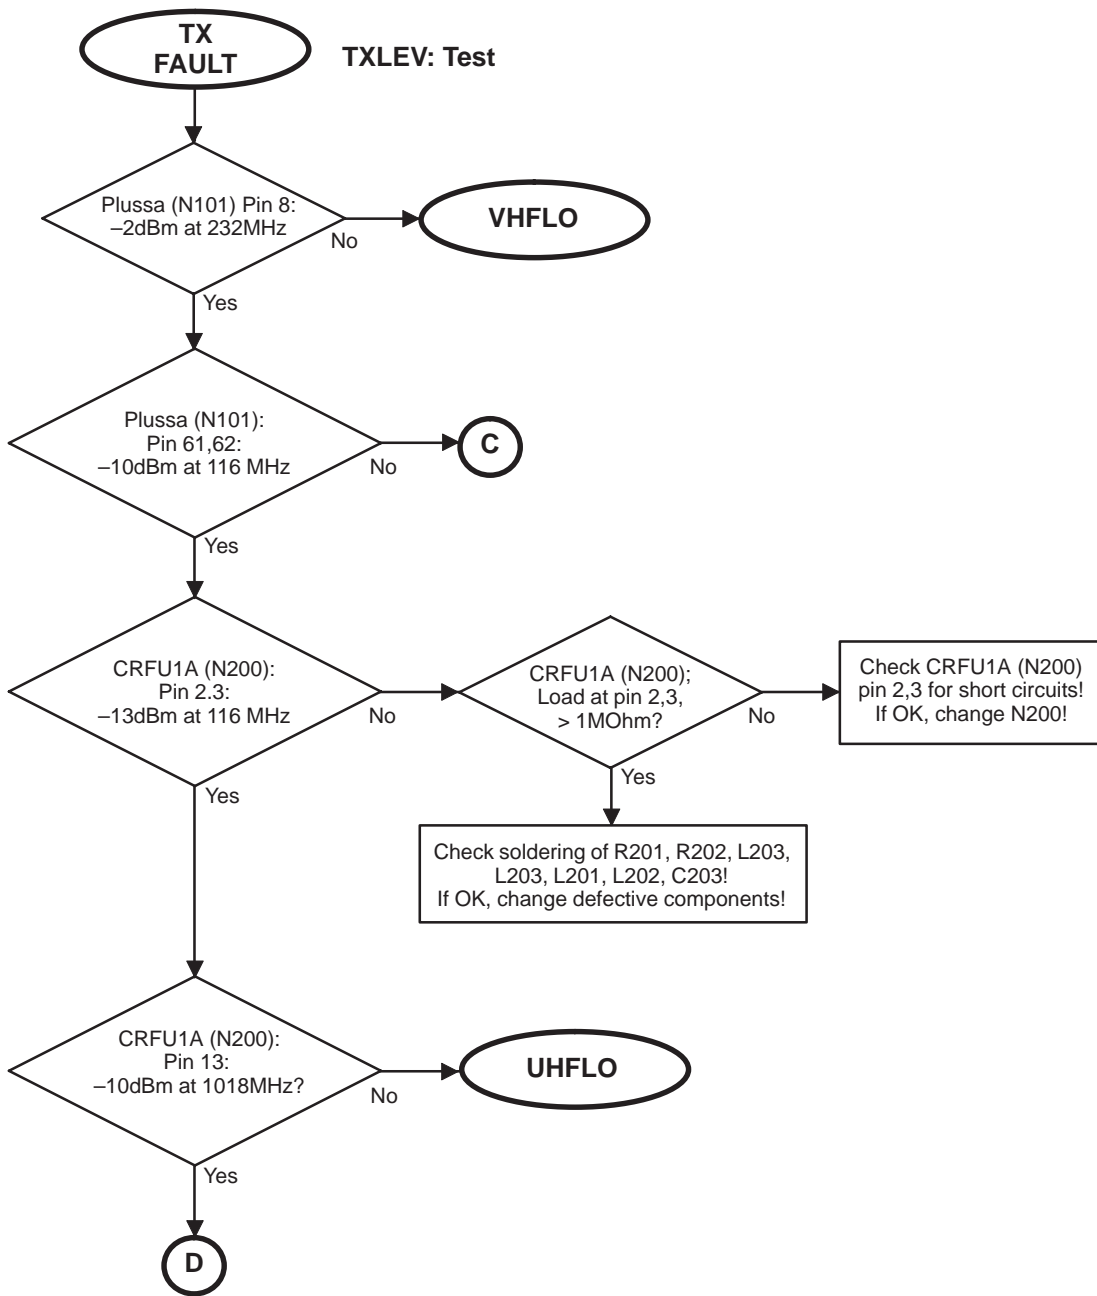 TX
FAULT
TXLEV: Test
Plussa (N101) Pin 8:
–2dBm at 232MHz
No
VHFLO
Yes
Plussa (N101):
Pin 61,62:
–10dBm at 116 MHz
No
C
Yes
CRFU1A (N200):
Pin 2.3:
–13dBm at 116 MHz
No
CRFU1A (N200);
Load at pin 2,3,
> 1MOhm?
No
Check CRFU1A (N200)
pin 2,3 for short circuits!
If OK, change N200!
Yes
Check soldering of R201, R202, L203,
L203, L201, L202, C203!
If OK, change defective components!
Yes
CRFU1A (N200):
Pin 13:
–10dBm at 1018MHz?
No
UHFLO
Yes
D